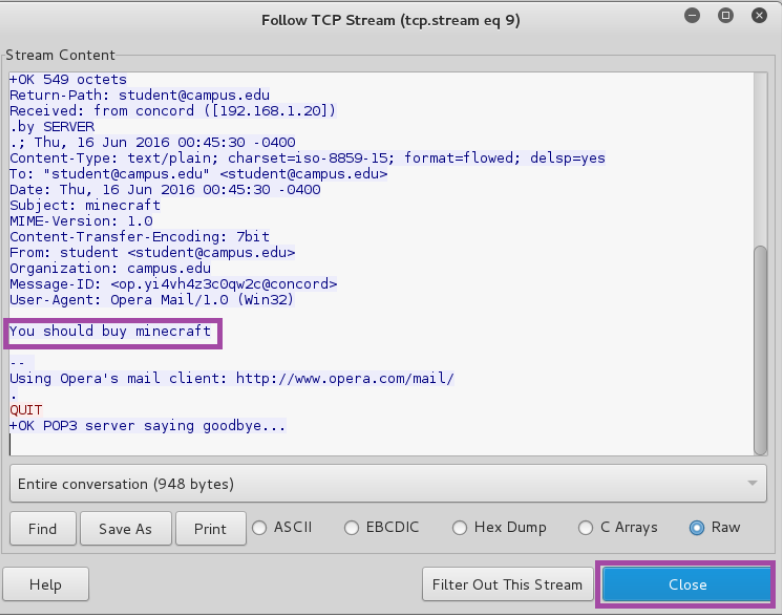 Follow TCP Stream (tcp.stream eq 9)
Stream Content
+OK 549 octets
Return-Path: student@campus.edu
Received: from concord ([192.168.1.20])
.by SERVER
.; Thu, 16 Jun 2016 00:45:30 -0400
Content-Type: text/plain; charset=iso-8859-15; format=flowed; delsp=yes
To: "student@campus.edu" <student@campus.edu>
Date: Thu, 16 Jun 2016 00:45:30 -0400
Subject: minecraft
MIME-Version: 1.0
Content-Transfer-Encoding: 7bit
From: student <student@campus.edu>
Organization: campus.edu
Message-ID: <op.yi4vh4z3c0qw2c@concord>
User-Agent: Opera Mail/1.0 (Win32)
You should buy minecraft
--
Using Opera's mail client: http://www.opera.com/mail/
.
QUIT
+OK POP3 server saying goodbye...
Entire conversation (948 bytes)
Find Save As Print ASCII EBCDIC Hex Dump C Arrays Raw
Help Filter Out This Stream Close